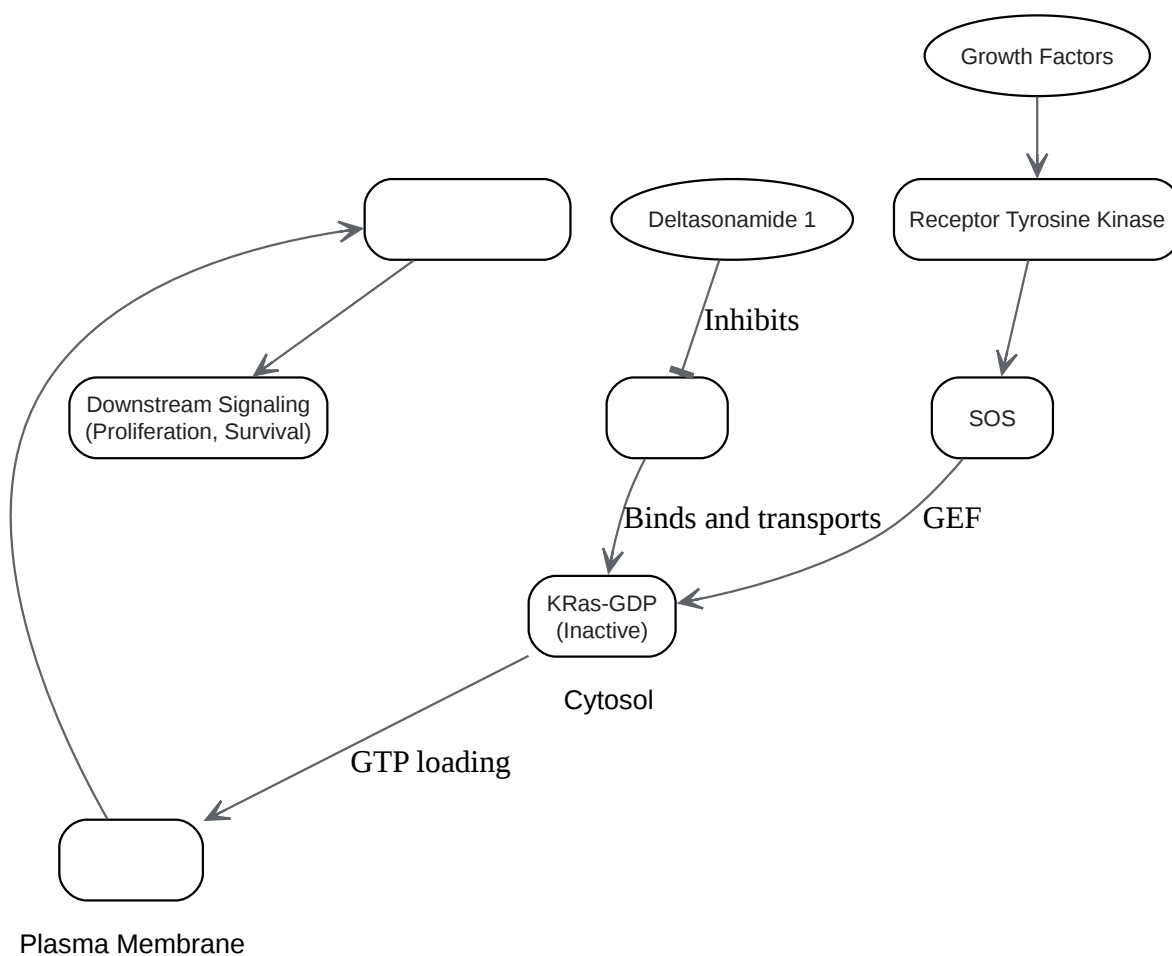 Growth Factors
Deltasonamide 1
Receptor Tyrosine Kinase
Inhibits
Downstream Signaling
(Proliferation, Survival)
SOS
Binds and transports
GEF
KRas-GDP
(Inactive)
Cytosol
GTP loading
Plasma Membrane